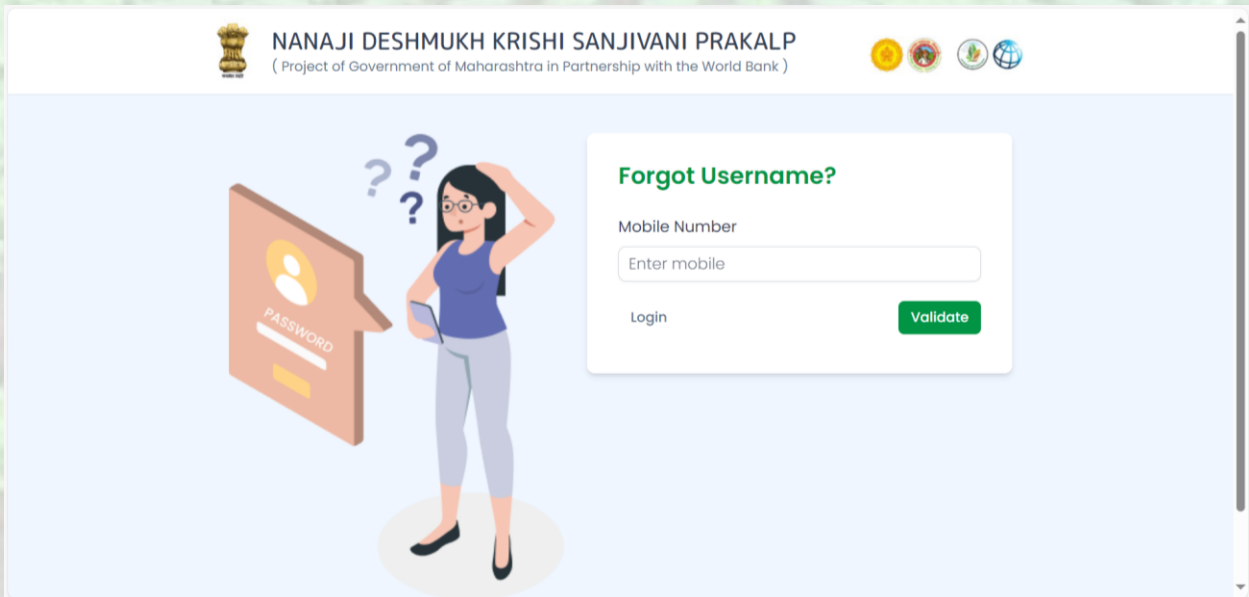 NANAJI DESHMUKH KRISHI SANJIVANI PRAKALP
( Project of Government of Maharashtra in Partnership with the World Bank )
? ? ?
PASSWORD
Forgot Username?
Mobile Number
Enter mobile
Login
Validate